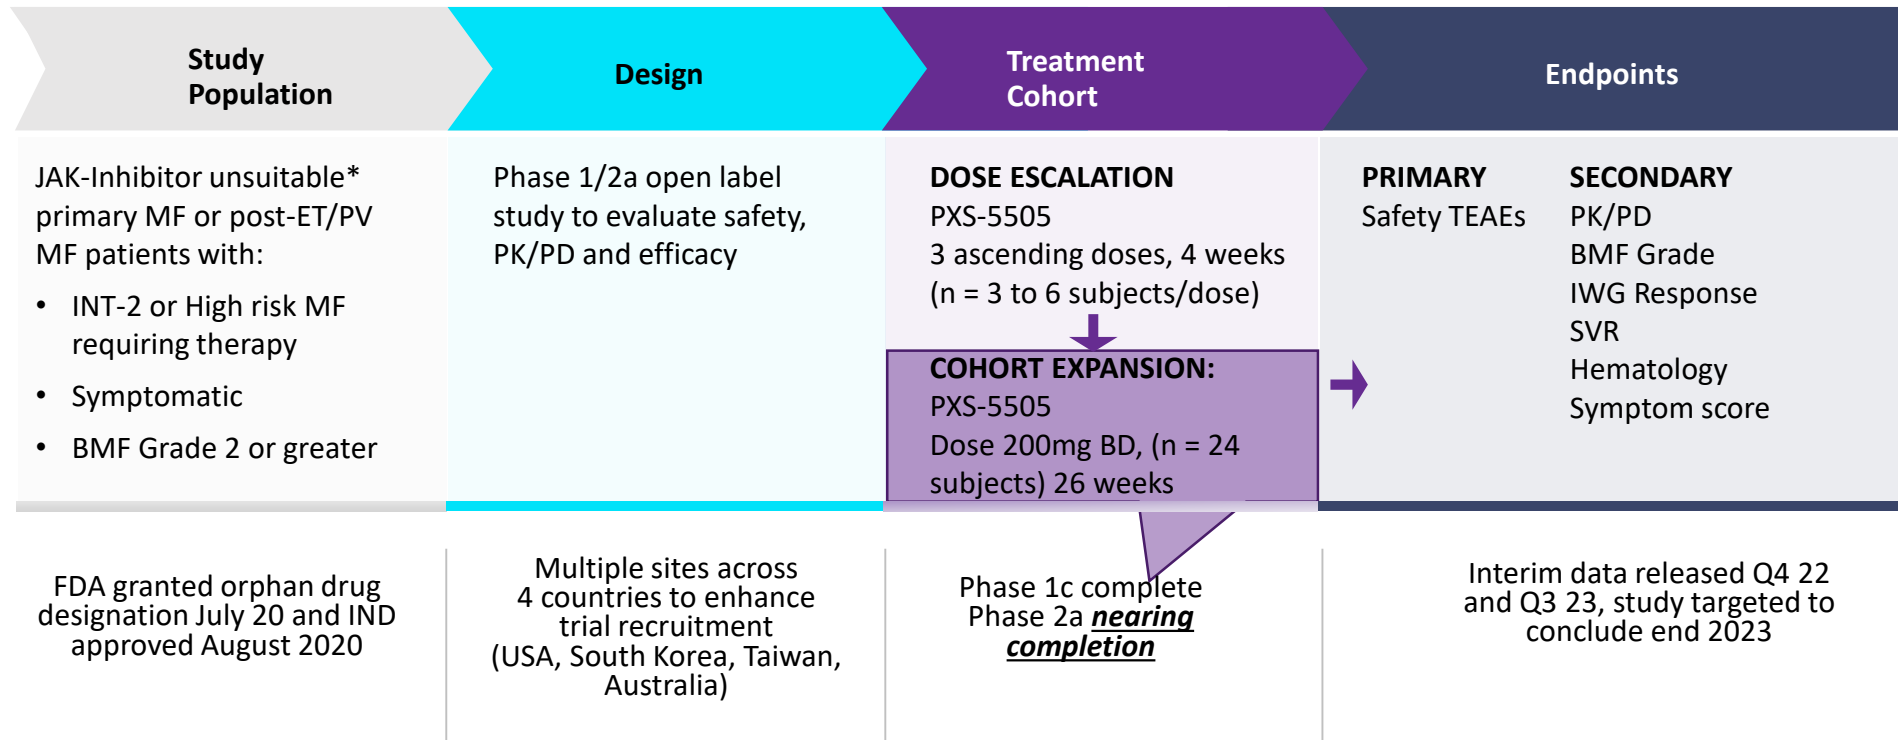 Study
Population
Design
Treatment
Cohort
Endpoints
JAK-Inhibitor unsuitable*
primary MF or post-ET/PV
MF patients with:
• INT-2 or High risk MF
requiring therapy
• Symptomatic
• BMF Grade 2 or greater
Phase 1/2a open label
study to evaluate safety,
PK/PD and efficacy
DOSE ESCALATION
PXS-5505
3 ascending doses, 4 weeks
(n = 3 to 6 subjects/dose)
COHORT EXPANSION:
PXS-5505
Dose 200mg BD, (n = 24
subjects) 26 weeks
PRIMARY
Safety TEAEs
SECONDARY
PK/PD
BMF Grade
IWG Response
SVR
Hematology
Symptom score
FDA granted orphan drug
designation July 20 and IND
approved August 2020
Multiple sites across
4 countries to enhance
trial recruitment
(USA, South Korea, Taiwan,
Australia)
Phase 1c complete
Phase 2a nearing
completion
Interim data released Q4 22
and Q3 23, study targeted to
conclude end 2023